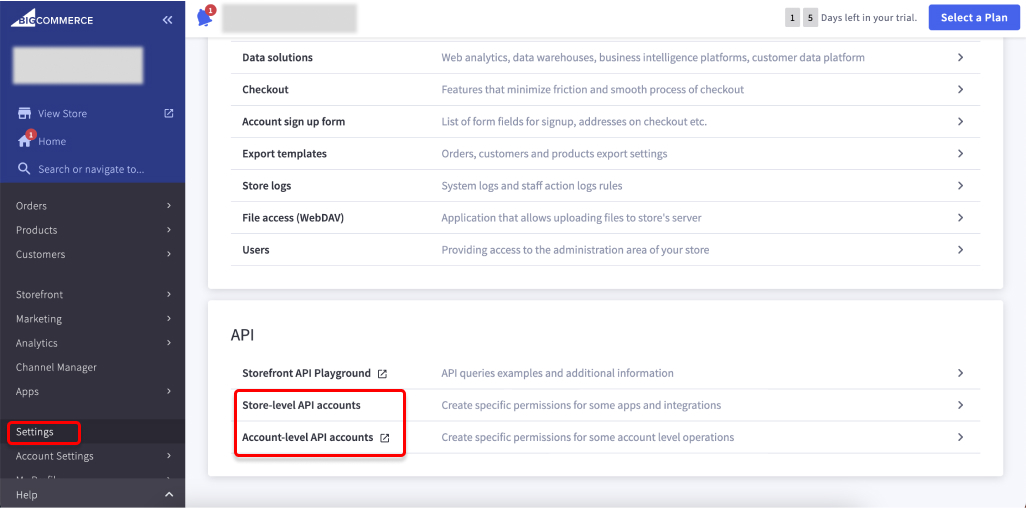 BIGCOMMERCE
1
1 5 Days left in your trial.
Select a Plan
View Store
1
Home
Search or navigate to...
Orders
Products
Customers
Storefront
Marketing
Analytics
Channel Manager
Apps
Settings
Account Settings
Help
Data solutions Web analytics, data warehouses, business intelligence platforms, customer data platform
Checkout Features that minimize friction and smooth process of checkout
Account sign up form List of form fields for signup, addresses on checkout etc.
Export templates Orders, customers and products export settings
Store logs System logs and staff action logs rules
File access (WebDAV) Application that allows uploading files to store's server
Users Providing access to the administration area of your store
API
Storefront API Playground API queries examples and additional information
Store-level API accounts Create specific permissions for some apps and integrations
Account-level API accounts Create specific permissions for some account level operations